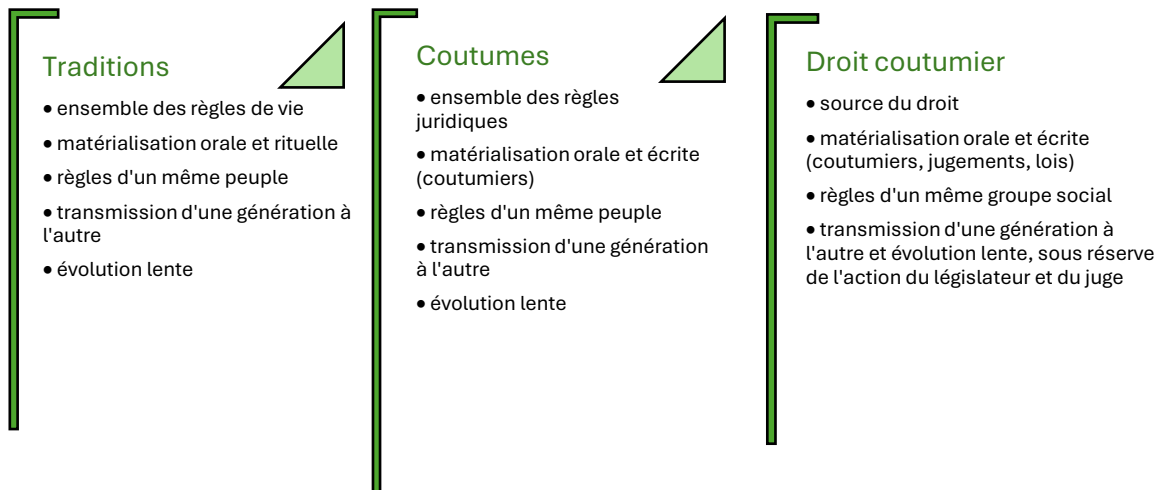 Traditions
• ensemble des règles de vie
• matérialisation orale et rituelle
• règles d'un même peuple
• transmission d'une génération à
l'autre
• évolution lente
Coutumes
• ensemble des règles
juridiques
• matérialisation orale et écrite
(coutumiers)
• règles d'un même peuple
• transmission d'une génération
à l'autre
• évolution lente
Droit coutumier
• source du droit
• matérialisation orale et écrite
(coutumiers, jugements, lois)
• règles d'un même groupe social
• transmission d'une génération à
l'autre et évolution lente, sous réserve
de l'action du législateur et du juge